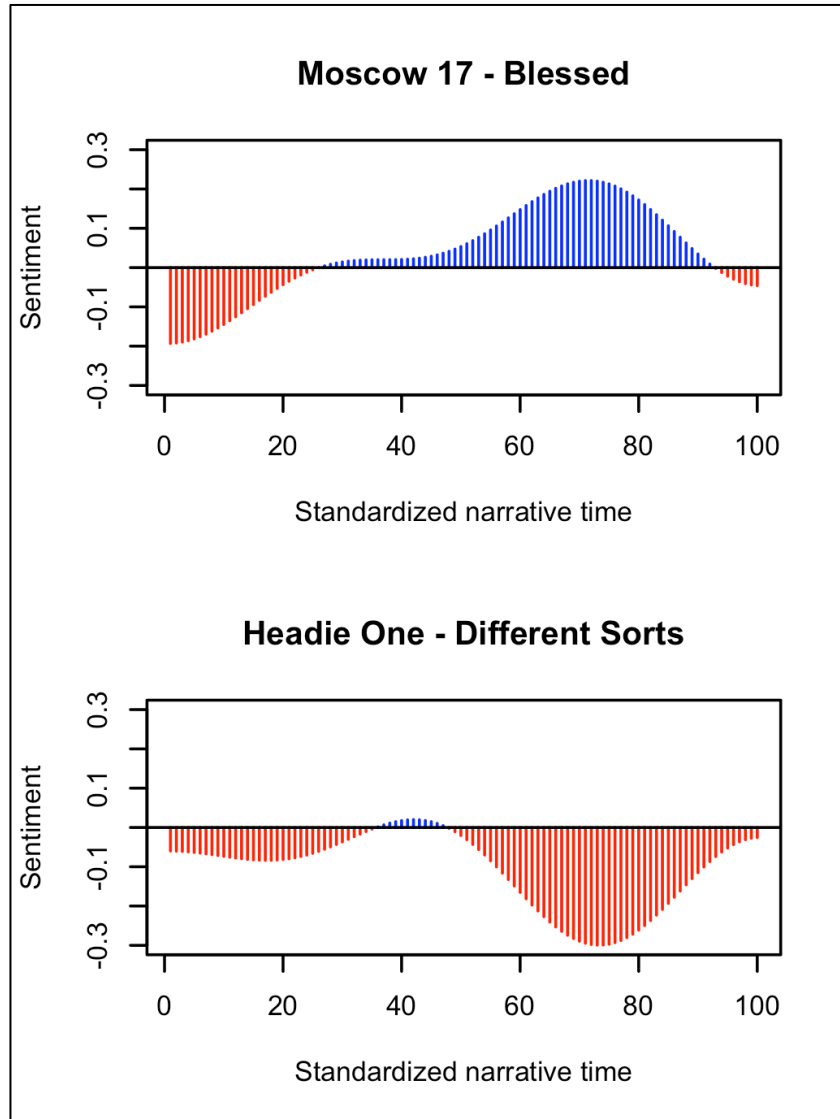 Moscow 17 - Blessed
0.3
0.1
-0.1
-0.3
Sentiment
0 20 40 60 80 100
Standardized narrative time
Headie One - Different Sorts
0.3
0.1
-0.1
-0.3
Sentiment
0 20 40 60 80 100
Standardized narrative time